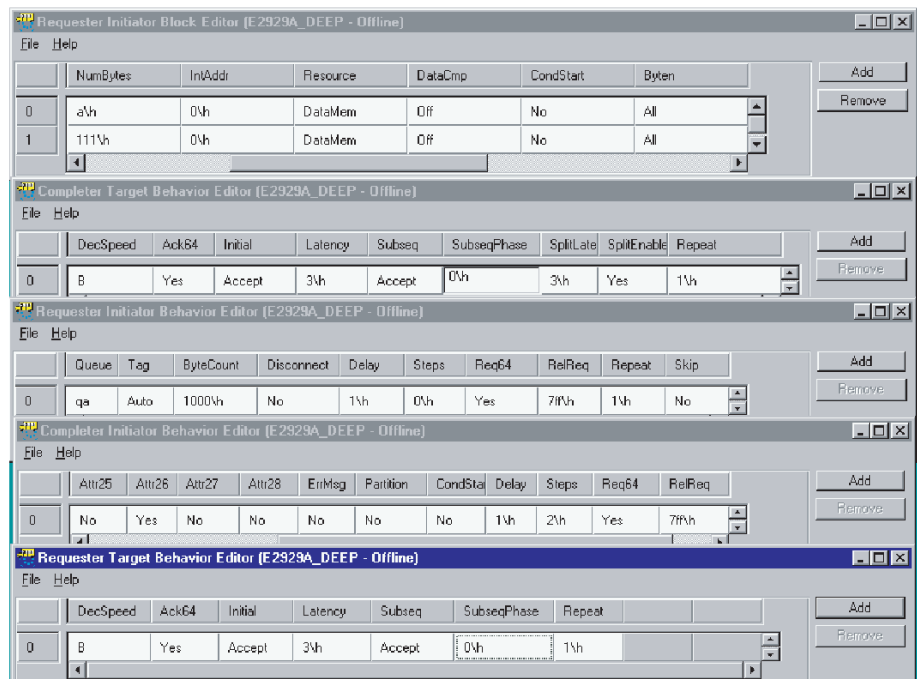 Requester Initiator Block Editor (E2929A_DEEP - Offline)
File Help
NumBytes IntAddr Resource DataCmp CondStart Byten Add
Remove
0 a\h 0\h DataMem Off No All
1 111\h 0\h DataMem Off No All
Completer Target Behavior Editor (E2929A_DEEP - Offline)
File Help
DecSpeed Ack64 Initial Latency Subseq SubseqPhase SplitLate SplitEnable Repeat Add
0 B Yes Accept 3\h Accept 0\h 3\h Yes 1\h Remove
Requester Initiator Behavior Editor (E2929A_DEEP - Offline)
File Help
Queue Tag ByteCount Disconnect Delay Steps Req64 RelReq Repeat Skip Add
0 qa Auto 1000\h No 1\h 0\h Yes 7ff\h 1\h No Remove
Completer Initiator Behavior Editor (E2929A_DEEP - Offline)
File Help
Attr25 Attr26 Attr27 Attr28 ErrMsg Partition CondSta Delay Steps Req64 RelReq Add
0 No Yes No No No No No 1\h 2\h Yes 7ff\h Remove
Requester Target Behavior Editor (E2929A_DEEP - Offline)
File Help
DecSpeed Ack64 Initial Latency Subseq SubseqPhase Repeat Add
0 B Yes Accept 3\h Accept 0\h 1\h Remove